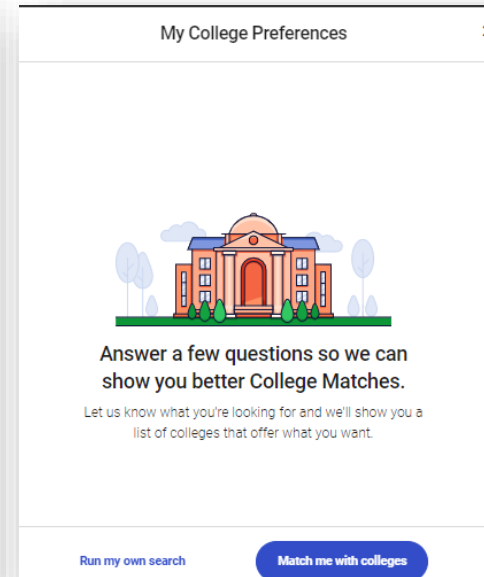 My College Preferences
Answer a few questions so we can
show you better College Matches.
Let us know what you're looking for and we'll show you a
list of colleges that offer what you want.
Run my own search
Match me with colleges